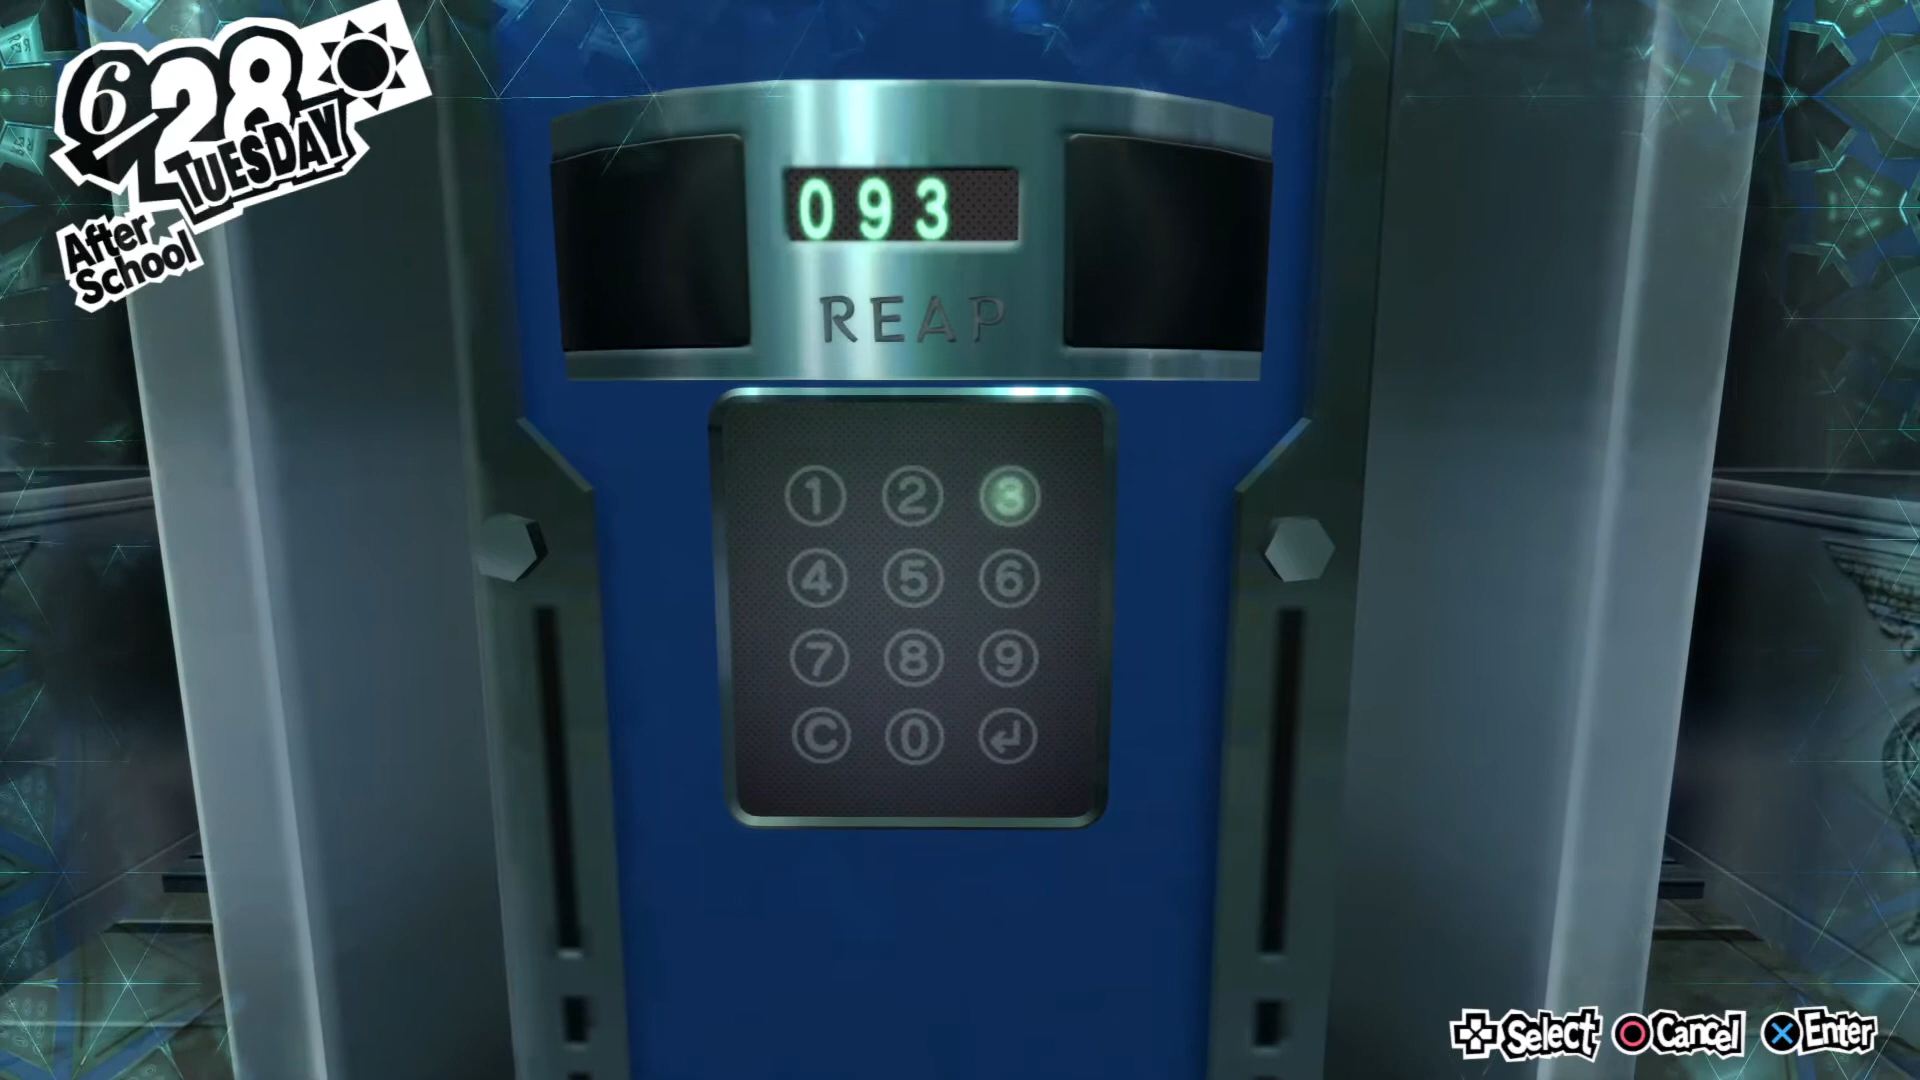 6/28
TUESDAY
After
School
093
REAP
1 2 3
4 5 6
7 8 9
C 0 ↵
Select Cancel Enter